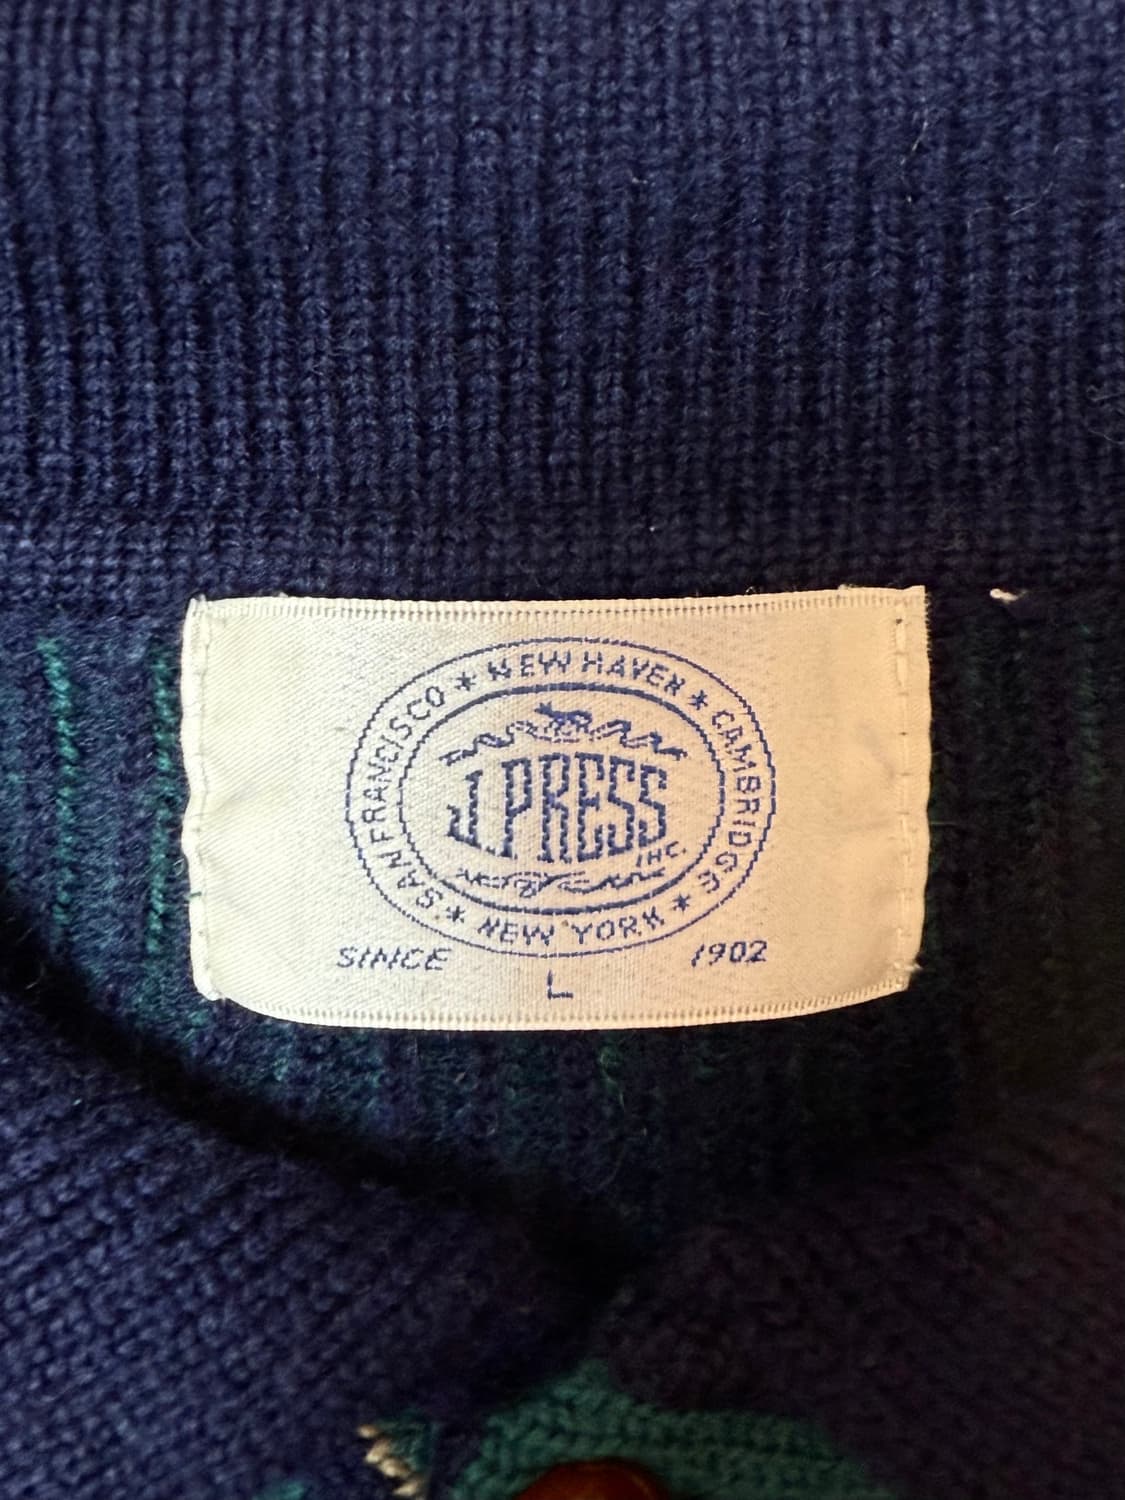 SAN FRANCISCO * NEW HAVEN * CAMBRIDGE * NEW YORK *
J. PRESS
INC.
SINCE 1902
L